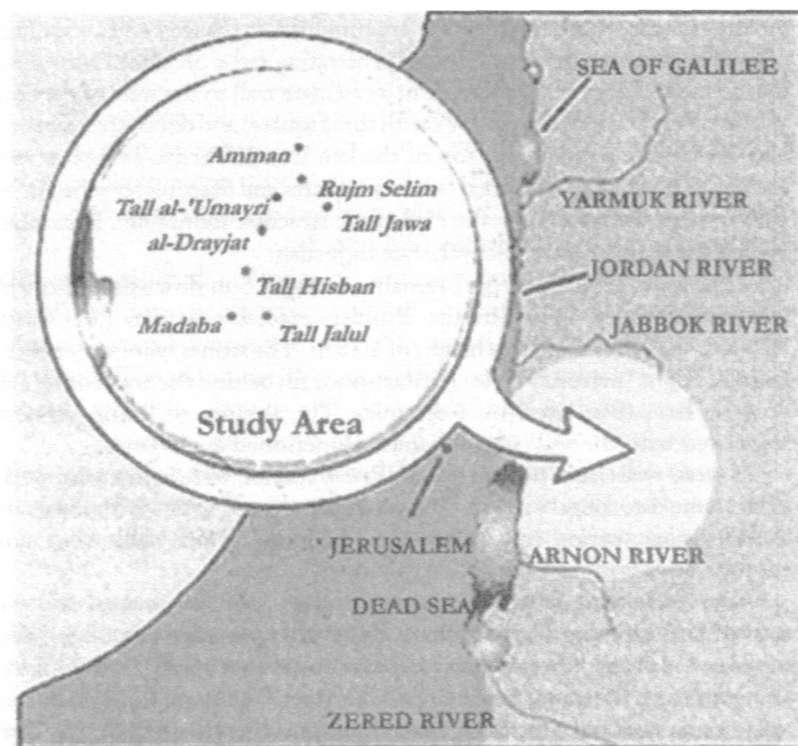 SEA OF GALILEE
Amman
Rujm Selim
Tall al-'Umayri
Tall Jawa
al-Drayjat
Tall Hisban
Madaba
Tall Jalul
Study Area
YARMUK RIVER
JORDAN RIVER
JABBOK RIVER
JERUSALEM
ARNON RIVER
DEAD SEA
ZERED RIVER